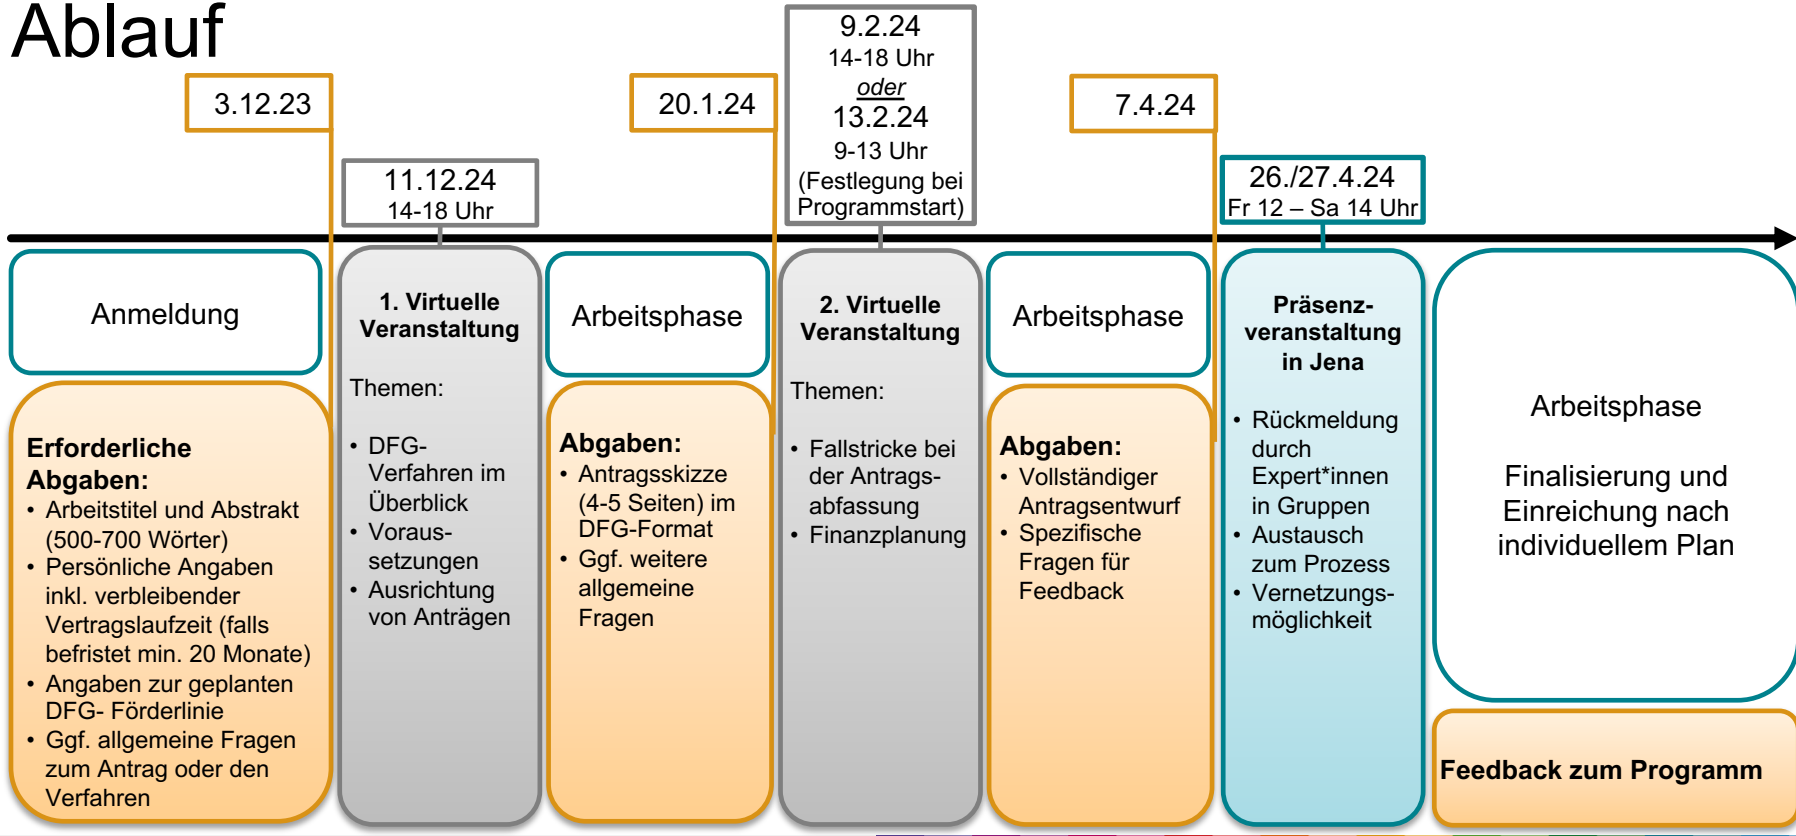 Ablauf
3.12.23
11.12.24
14-18 Uhr
20.1.24
9.2.24
14-18 Uhr
oder
13.2.24
9-13 Uhr
(Festlegung bei
Programmstart)
7.4.24
26./27.4.24
Fr 12 – Sa 14 Uhr
Anmeldung
Erforderliche
Abgaben:
• Arbeitstitel und Abstrakt
(500-700 Wörter)
• Persönliche Angaben
inkl. verbleibender
Vertragslaufzeit (falls
befristet min. 20 Monate)
• Angaben zur geplanten
DFG- Förderlinie
• Ggf. allgemeine Fragen
zum Antrag oder den
Verfahren
1. Virtuelle
Veranstaltung
Themen:
• DFG-
Verfahren im
Überblick
• Voraus-
setzungen
• Ausrichtung
von Anträgen
Arbeitsphase
Abgaben:
• Antragsskizze
(4-5 Seiten) im
DFG-Format
• Ggf. weitere
allgemeine
Fragen
2. Virtuelle
Veranstaltung
Themen:
• Fallstricke bei
der Antrags-
abfassung
• Finanzplanung
Arbeitsphase
Abgaben:
• Vollständiger
Antragsentwurf
• Spezifische
Fragen für
Feedback
Präsenz-
veranstaltung
in Jena
• Rückmeldung
durch
Expert*innen
in Gruppen
• Austausch
zum Prozess
• Vernetzungs-
möglichkeit
Arbeitsphase
Finalisierung und
Einreichung nach
individuellem Plan
Feedback zum Programm